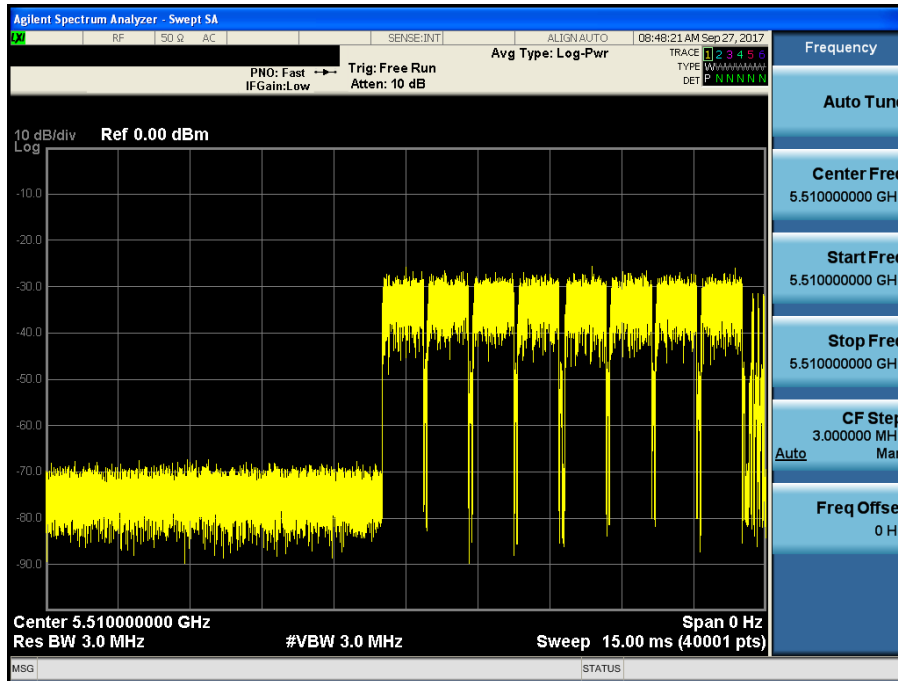 Agilent Spectrum Analyzer - Swept SA
LXI RF 50 Ω AC SENSE:INT ALIGN AUTO 08:48:21 AM Sep 27, 2017
Frequency
Avg Type: Log-Pwr
TRACE 1 2 3 4 5 6
PNO: Fast Trig: Free Run
TYPE WWWWWW
IFGain:Low Atten: 10 dB
DET P N N N N N
Auto Tune
10 dB/div Ref 0.00 dBm
Log
Center Fre
5.510000000 GH
-10.0
-20.0
Start Fre
5.510000000 GH
-30.0
-40.0
Stop Fre
5.510000000 GH
-50.0
CF Step
3.000000 MH
Auto Ma
-60.0
-70.0
Freq Offse
0 H
-80.0
-90.0
Center 5.510000000 GHz Span 0 Hz
Res BW 3.0 MHz #VBW 3.0 MHz Sweep 15.00 ms (40001 pts)
MSG STATUS